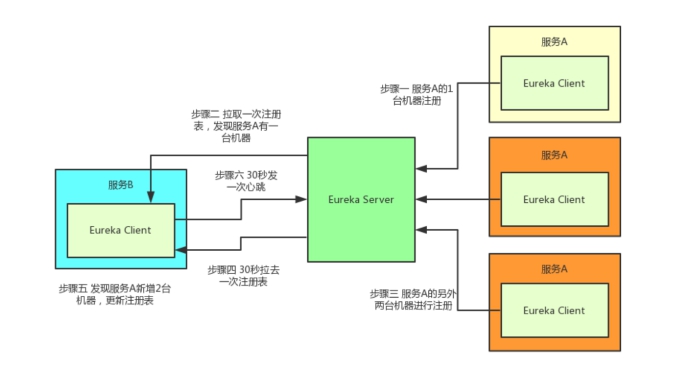 服务A
Eureka Client
步骤一 服务A的1
台机器注册
步骤二 拉取一次注册
表，发现服务A有一
台机器
服务A
Eureka Client
步骤六 30秒发
一次心跳
Eureka Server
服务B
Eureka Client
步骤四 30秒拉去
一次注册表
步骤五 发现服务A新增2台
机器，更新注册表
步骤三 服务A的另外
两台机器进行注册
服务A
Eureka Client